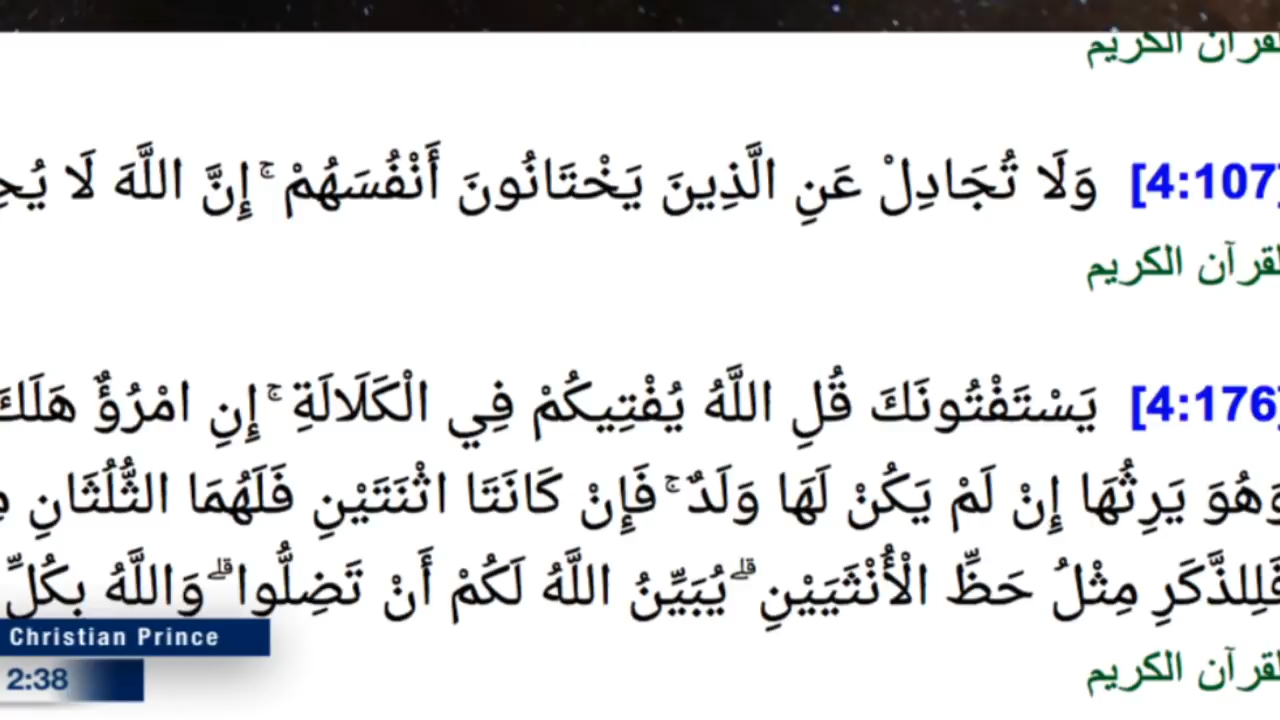 القرآن الكريم
[4:107] وَلَا تُجَادِلْ عَنِ الَّذِينَ يَخْتَانُونَ أَنْفُسَهُمْ ۚ إِنَّ اللَّهَ لَا
القرآن الكريم
[4:176] يَسْتَفْتُونَكَ قُلِ اللَّهُ يُفْتِيكُمْ فِي الْكَلَالَةِ ۚ إِنِ امْرُؤٌ هَلَكَ
وَهُوَ يَرِثُهَا إِنْ لَمْ يَكُنْ لَهَا وَلَدٌ ۚ فَإِنْ كَانَتَا اثْنَتَيْنِ فَلَهُمَا الثُّلُثَانِ
فَلِلذَّكَرِ مِثْلُ حَظِّ الْأُنْثَيَيْنِ ۗ يُبَيِّنُ اللَّهُ لَكُمْ أَنْ تَضِلُّوا ۗ وَاللَّهُ بِكُلِّ
Christian Prince
2:38
القرآن الكريم